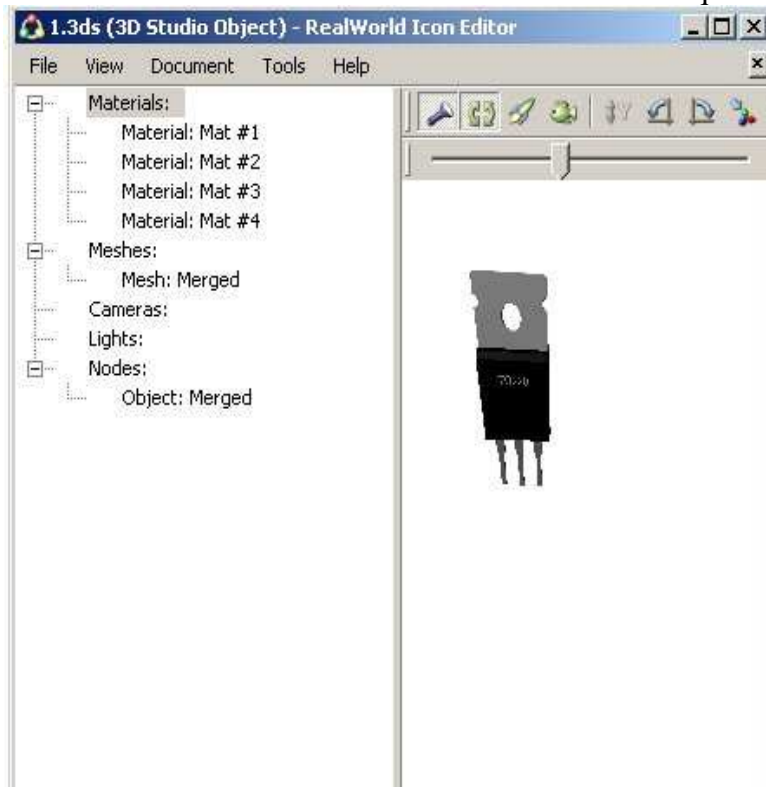 1.3ds (3D Studio Object) - RealWorld Icon Editor
File View Document Tools Help
Materials:
Material: Mat #1
Material: Mat #2
Material: Mat #3
Material: Mat #4
Meshes:
Mesh: Merged
Cameras:
Lights:
Nodes:
Object: Merged